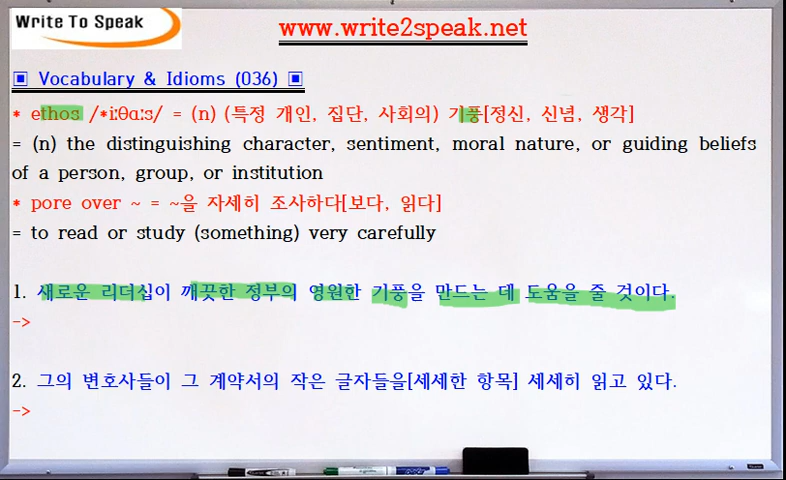 Write To Speak
www.write2speak.net
▣ Vocabulary & Idioms (036) ▣
* ethos /*i:θɑ:s/ = (n) (특정 개인, 집단, 사회의) 기풍[정신, 신념, 생각]
= (n) the distinguishing character, sentiment, moral nature, or guiding beliefs
of a person, group, or institution
* pore over ~ = ~을 자세히 조사하다[보다, 읽다]
= to read or study (something) very carefully
1. 새로운 리더십이 깨끗한 정부의 영원한 기풍을 만드는 데 도움을 줄 것이다.
->
2. 그의 변호사들이 그 계약서의 작은 글자들을[세세한 항목] 세세히 읽고 있다.
->